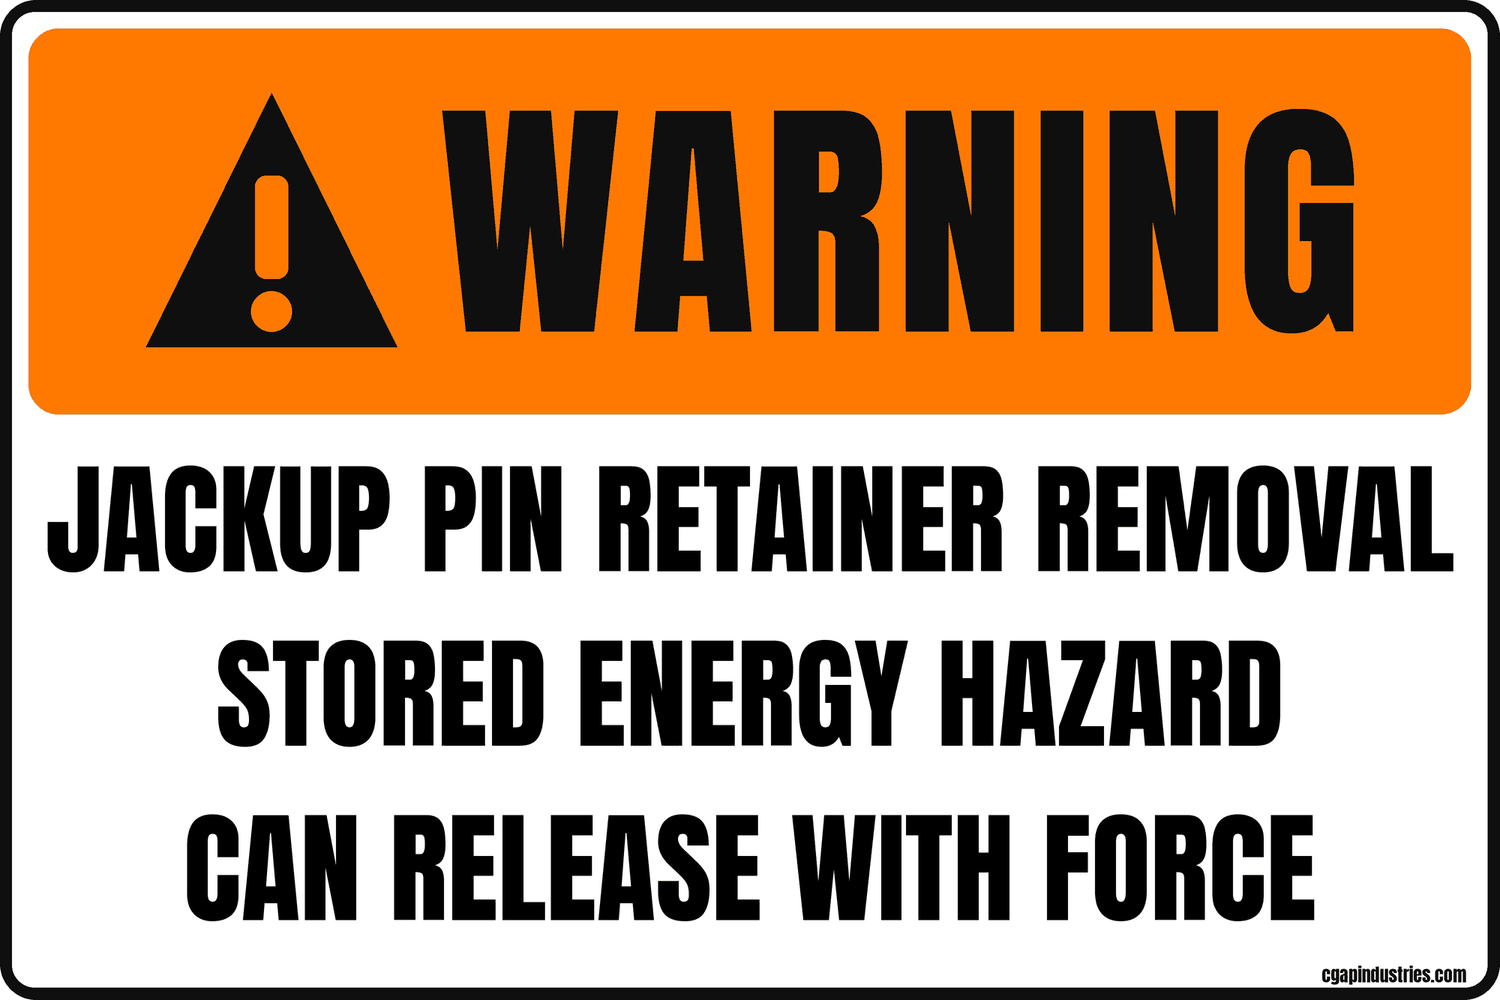 WARNING
JACKUP PIN RETAINER REMOVAL
STORED ENERGY HAZARD
CAN RELEASE WITH FORCE
cgapindustries.com